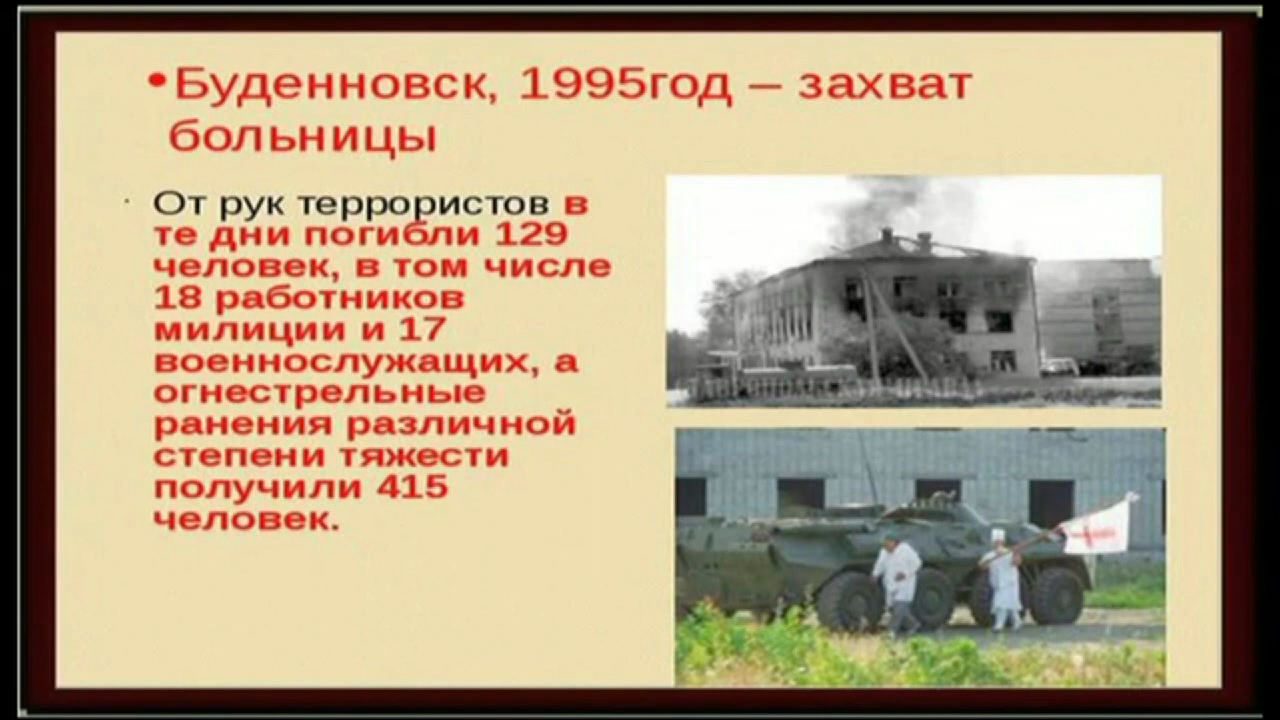 •Буденновск, 1995год – захват
больницы
· От рук террористов в
те дни погибли 129
человек, в том числе
18 работников
милиции и 17
военнослужащих, а
огнестрельные
ранения различной
степени тяжести
получили 415
человек.